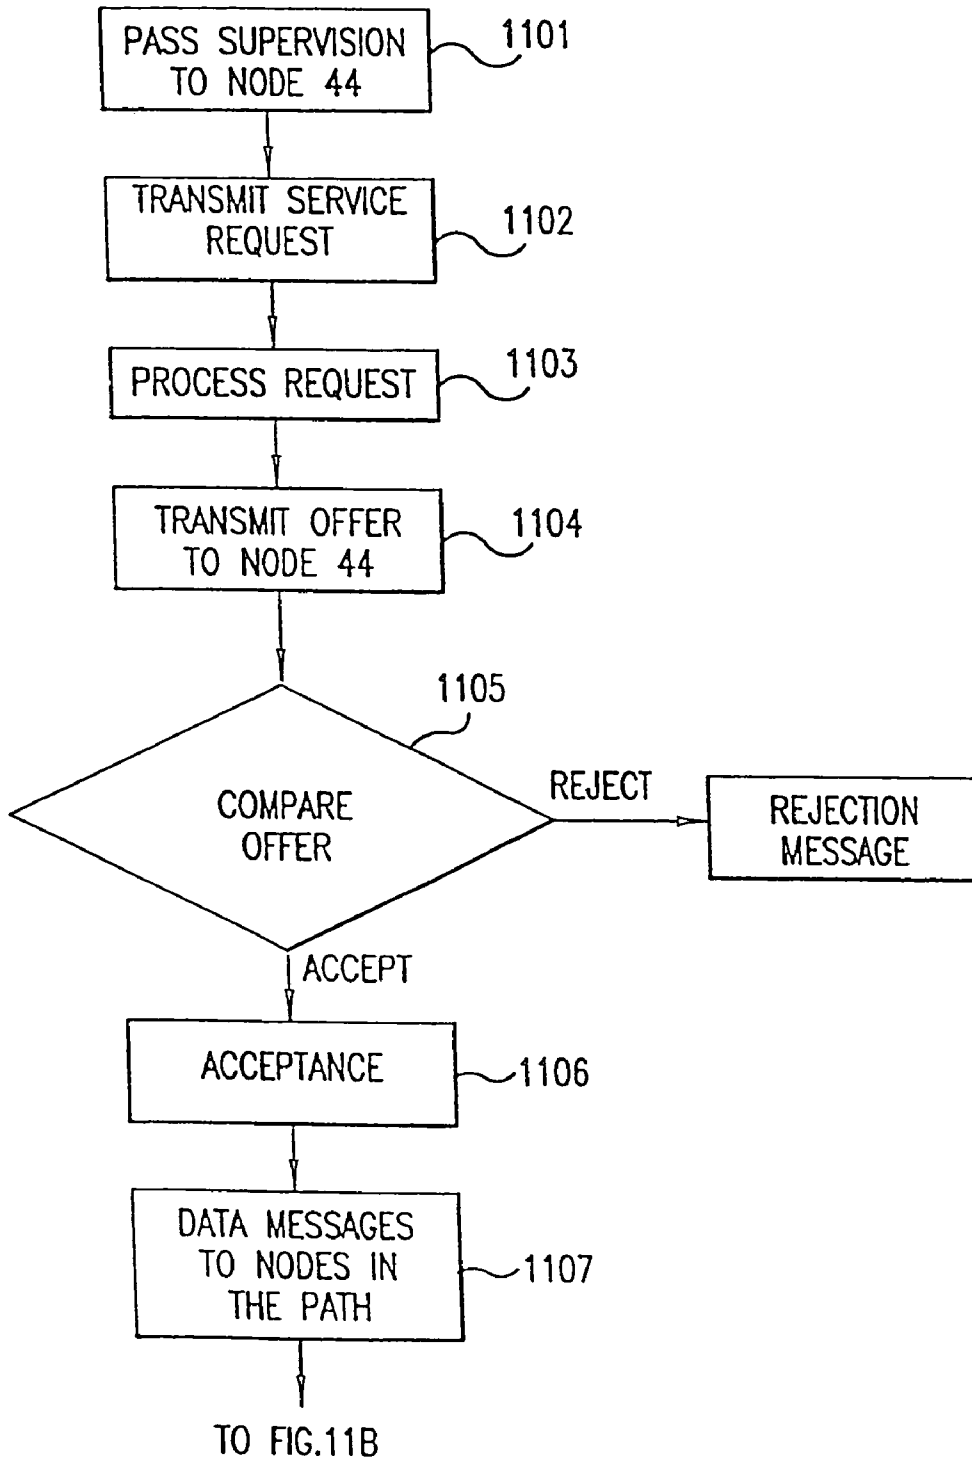 PASS SUPERVISION
TO NODE 44
1101
TRANSMIT SERVICE
REQUEST
1102
PROCESS REQUEST
1103
TRANSMIT OFFER
TO NODE 44
1104
1105
COMPARE
OFFER
REJECT
REJECTION
MESSAGE
ACCEPT
ACCEPTANCE
1106
DATA MESSAGES
TO NODES IN
THE PATH
1107
TO FIG.11B